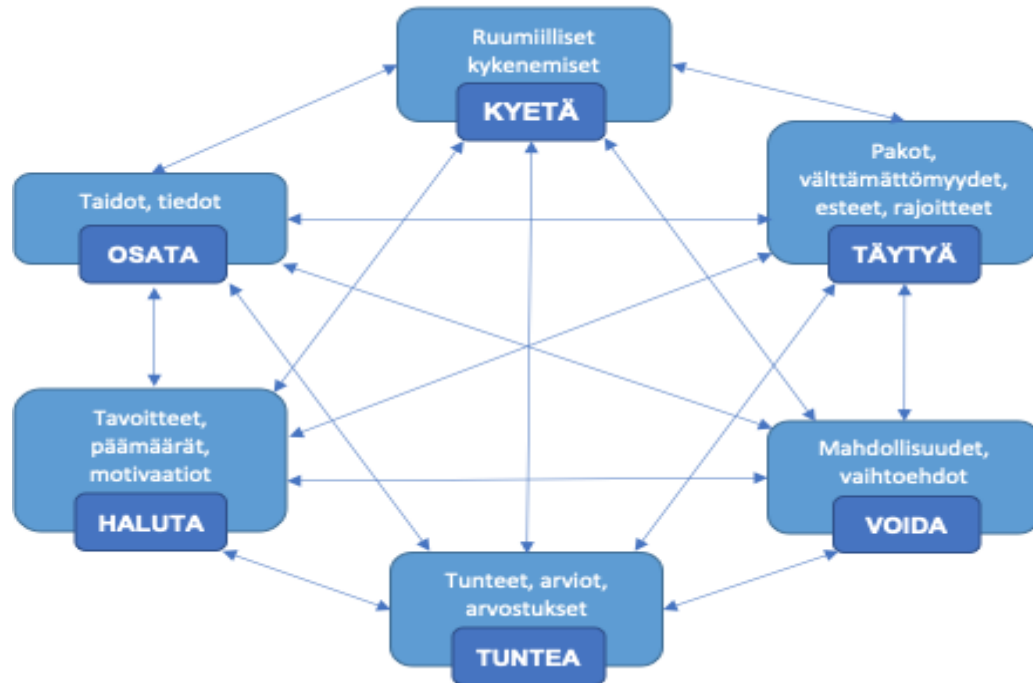 Ruumiilliset
kykenemiset
KYETÄ
Pakot,
välttämättömyydet,
esteet, rajoitteet
TÄYTYÄ
Taidot, tiedot
OSATA
Tavoitteet,
päämäärät,
motivaatiot
HALUTA
Mahdollisuudet,
vaihtoehdot
VOIDA
Tunteet, arviot,
arvostukset
TUNTEA